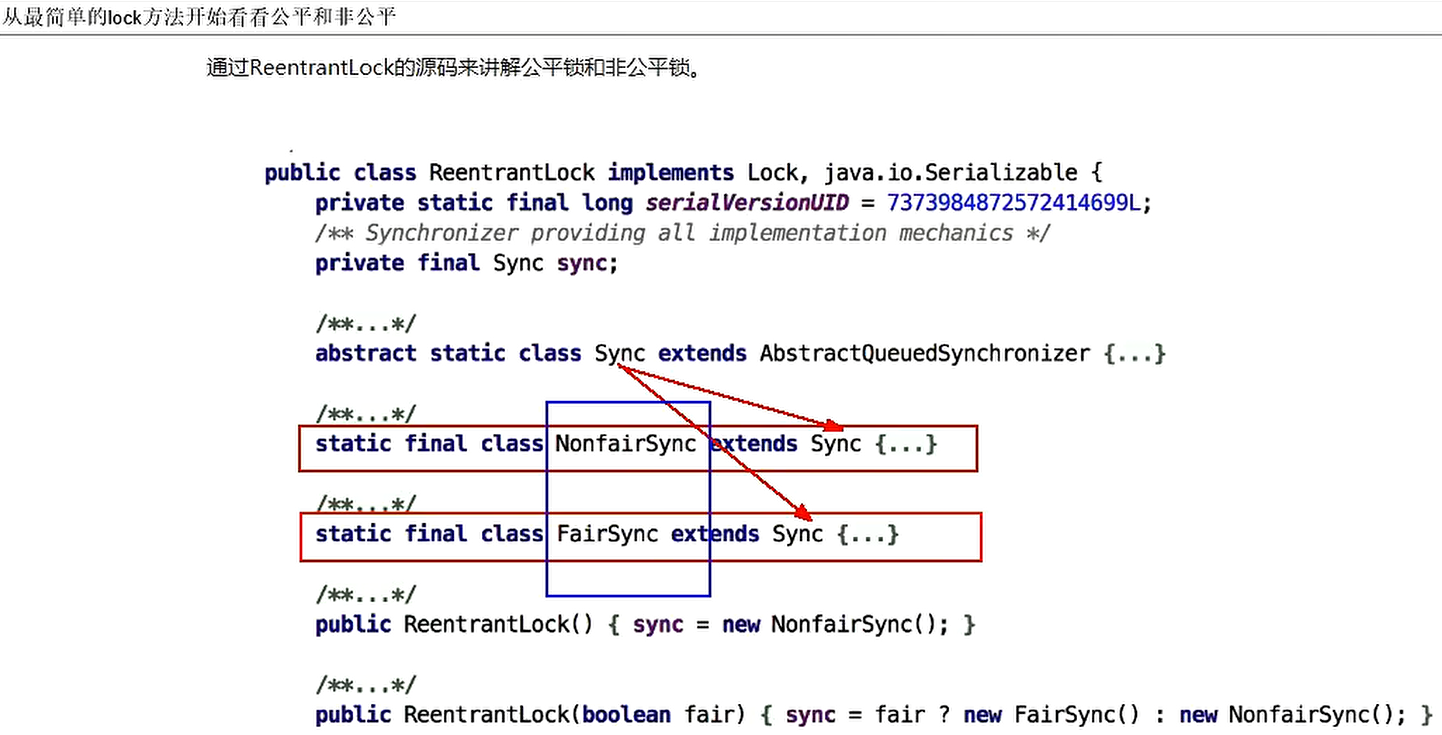 从最简单的lock方法开始看看公平和非公平
通过ReentrantLock的源码来讲解公平锁和非公平锁。
public class ReentrantLock implements Lock, java.io.Serializable {
private static final long serialVersionUID = 7373984872572414699L;
/** Synchronizer providing all implementation mechanics */
private final Sync sync;
/**...*/
abstract static class Sync extends AbstractQueuedSynchronizer {...}
/**...*/
static final class NonfairSync extends Sync {...}
/**...*/
static final class FairSync extends Sync {...}
/**...*/
public ReentrantLock() { sync = new NonfairSync(); }
/**...*/
public ReentrantLock(boolean fair) { sync = fair ? new FairSync() : new NonfairSync(); }